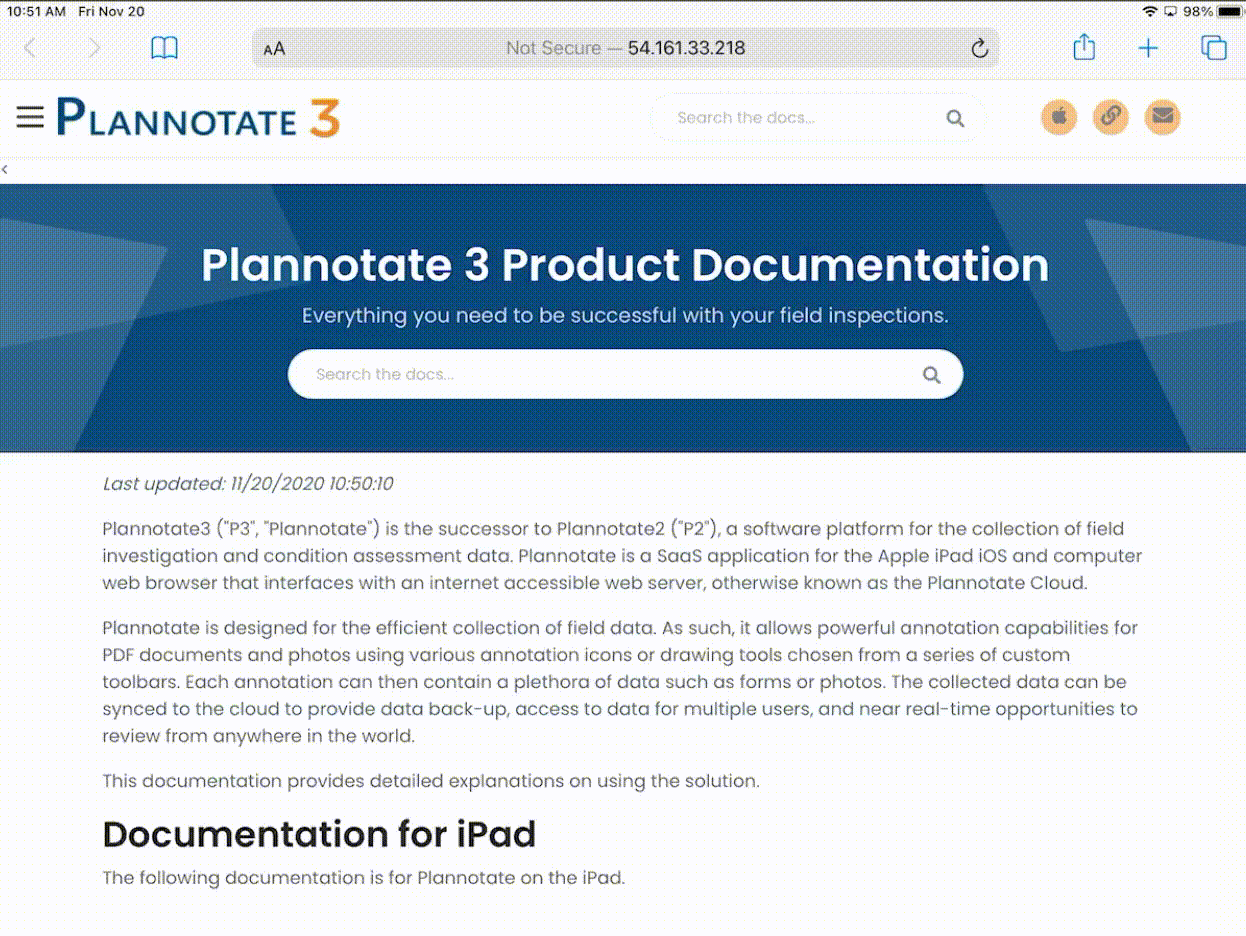 10:51 AM Fri Nov 20
98%
AA
Not Secure — 54.161.33.218
PLANNOTATE 3
Search the docs...
Plannotate 3 Product Documentation
Everything you need to be successful with your field inspections.
Search the docs...
Last updated: 11/20/2020 10:50:10
Plannotate3 ("P3", "Plannotate") is the successor to Plannotate2 ("P2"), a software platform for the collection of field
investigation and condition assessment data. Plannotate is a SaaS application for the Apple iPad iOS and computer
web browser that interfaces with an internet accessible web server, otherwise known as the Plannotate Cloud.
Plannotate is designed for the efficient collection of field data. As such, it allows powerful annotation capabilities for
PDF documents and photos using various annotation icons or drawing tools chosen from a series of custom
toolbars. Each annotation can then contain a plethora of data such as forms or photos. The collected data can be
synced to the cloud to provide data back-up, access to data for multiple users, and near real-time opportunities to
review from anywhere in the world.
This documentation provides detailed explanations on using the solution.
Documentation for iPad
The following documentation is for Plannotate on the iPad.